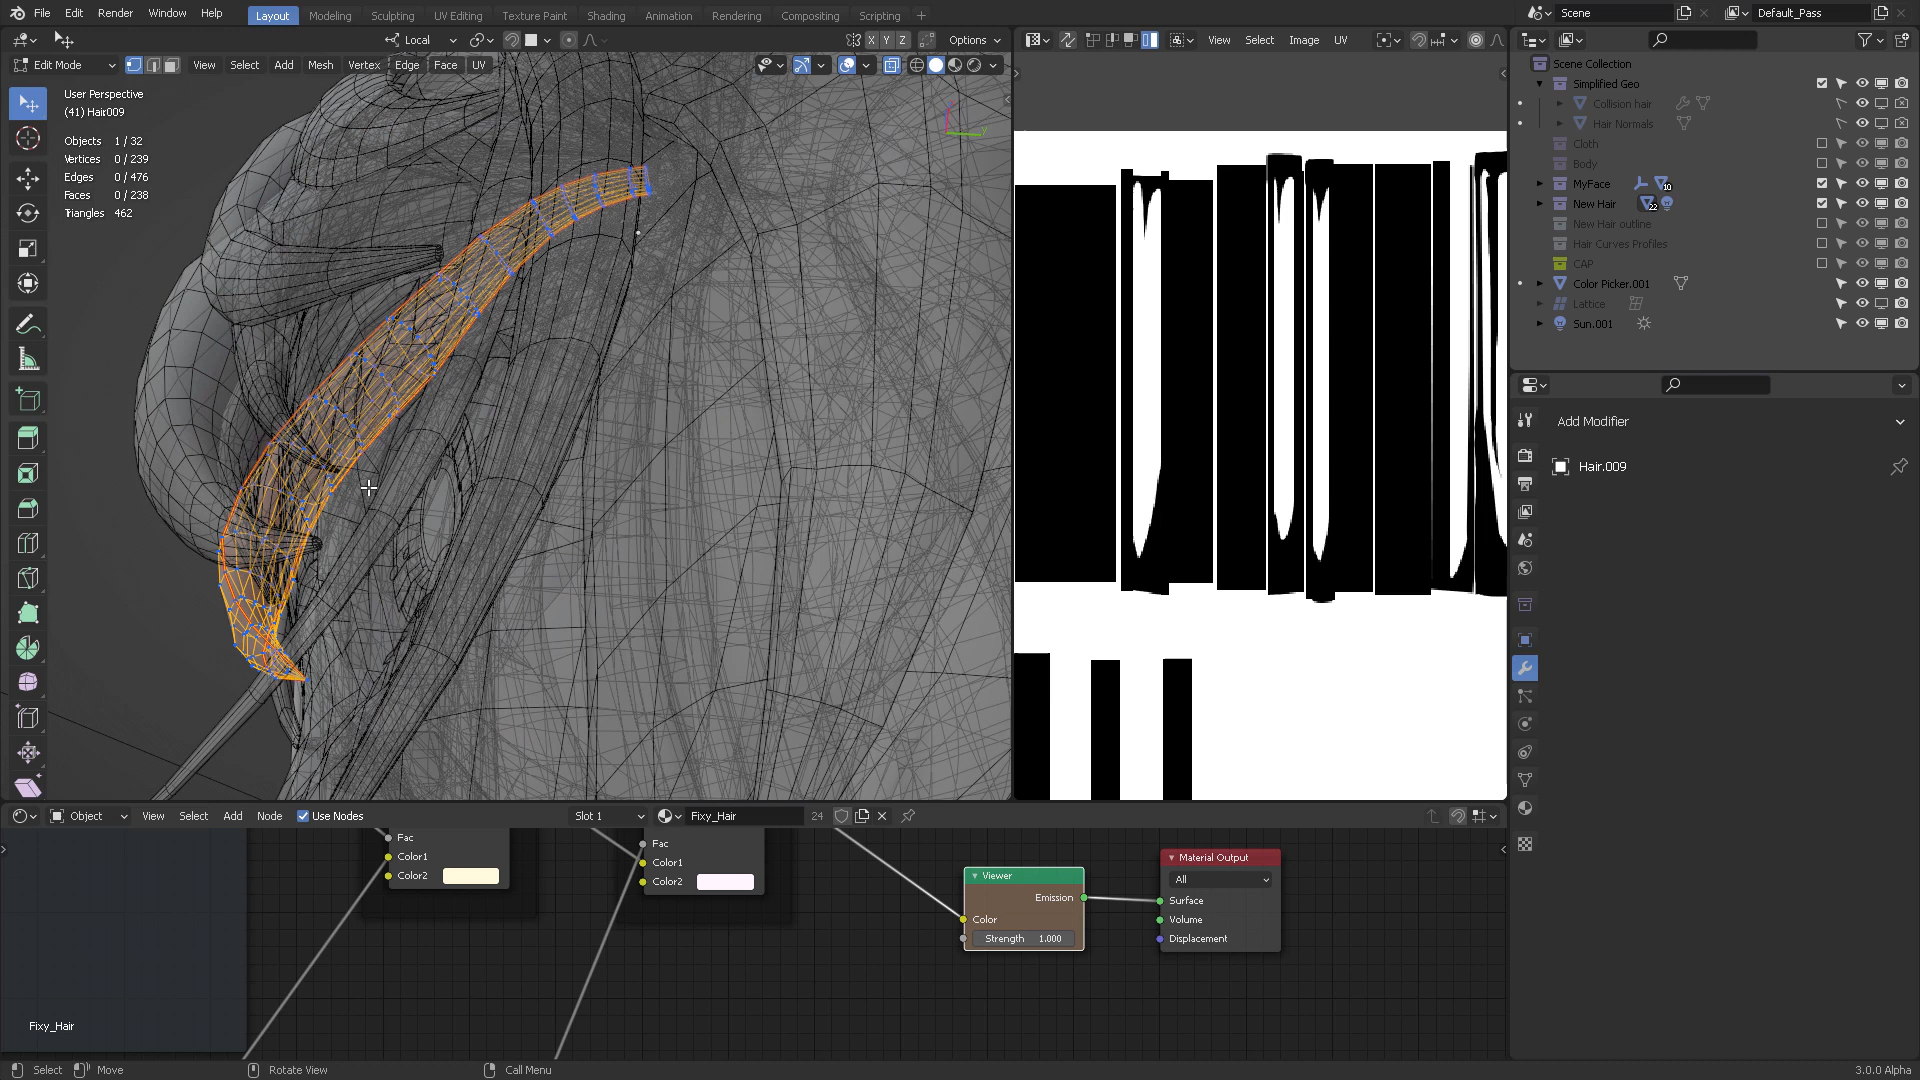 File Edit Render Window Help Layout Modeling Sculpting UV Editing Texture Paint Shading Animation Rendering Compositing Scripting + Scene Default_Pass
Local X Y Z Options View Select Image UV
Edit Mode View Select Add Mesh Vertex Edge Face UV
User Perspective
(41) Hair009
Objects 1 / 32
Vertices 0 / 239
Edges 0 / 476
Faces 0 / 238
Triangles 462
Scene Collection
Simplified Geo
Collision hair
Hair Normals
Cloth
Body
MyFace 10
New Hair 22
New Hair outline
Hair Curves Profiles
CAP
Color Picker.001
Lattice
Sun.001
Add Modifier
Hair.009
Object View Select Add Node Use Nodes Slot 1 Fixy_Hair 24
Fac
Color1
Color2
Fac
Color1
Color2
Viewer
Emission
Color
Strength 1.000
Material Output
All
Surface
Volume
Displacement
Fixy_Hair
Select Move Rotate View Call Menu 3.0.0 Alpha